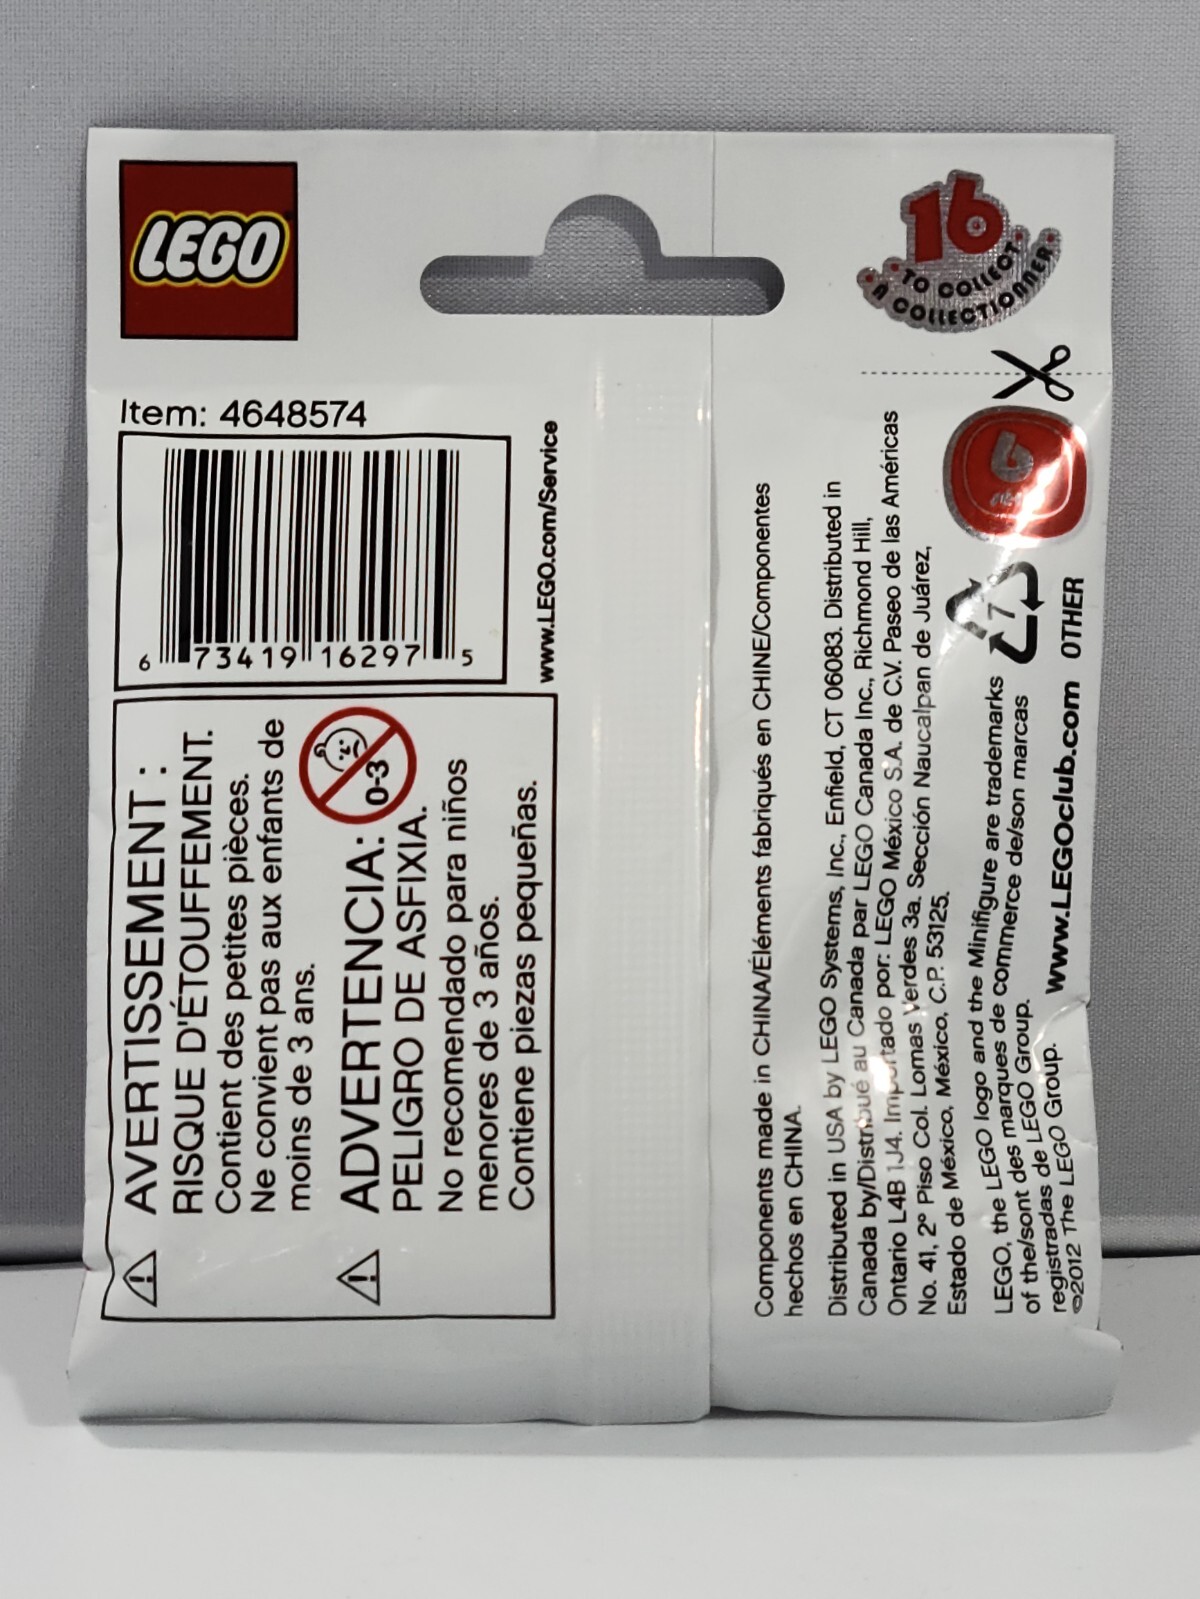 LEGO
16
TO COLLECT
A COLLECTIONNER
Item: 4648574
6 73419 16297 5
www.LEGO.com/Service
AVERTISSEMENT :
RISQUE D'ÉTOUFFEMENT.
Contient des petites pièces.
Ne convient pas aux enfants de
moins de 3 ans.
0-3
ADVERTENCIA:
PELIGRO DE ASFIXIA.
No recomendado para niños
menores de 3 años.
Contiene piezas pequeñas.
Components made in CHINA/Éléments fabriqués en CHINE/Componentes
hechos en CHINA.
Distributed in USA by LEGO Systems, Inc., Enfield, CT 06083. Distributed in
Canada by/Distribué au Canada par LEGO Canada Inc., Richmond Hill,
Ontario L4B 1J4. Importado por: LEGO México S.A. de C.V. Paseo de las Américas
No. 41, 2º Piso Col. Lomas Verdes 3a. Sección Naucalpan de Juárez,
Estado de México, México, C.P. 53125.
LEGO, the LEGO logo and the Minifigure are trademarks
of the/sont des marques de commerce de/son marcas
registradas de LEGO Group.
©2012 The LEGO Group.
www.LEGOclub.com
7
OTHER
6